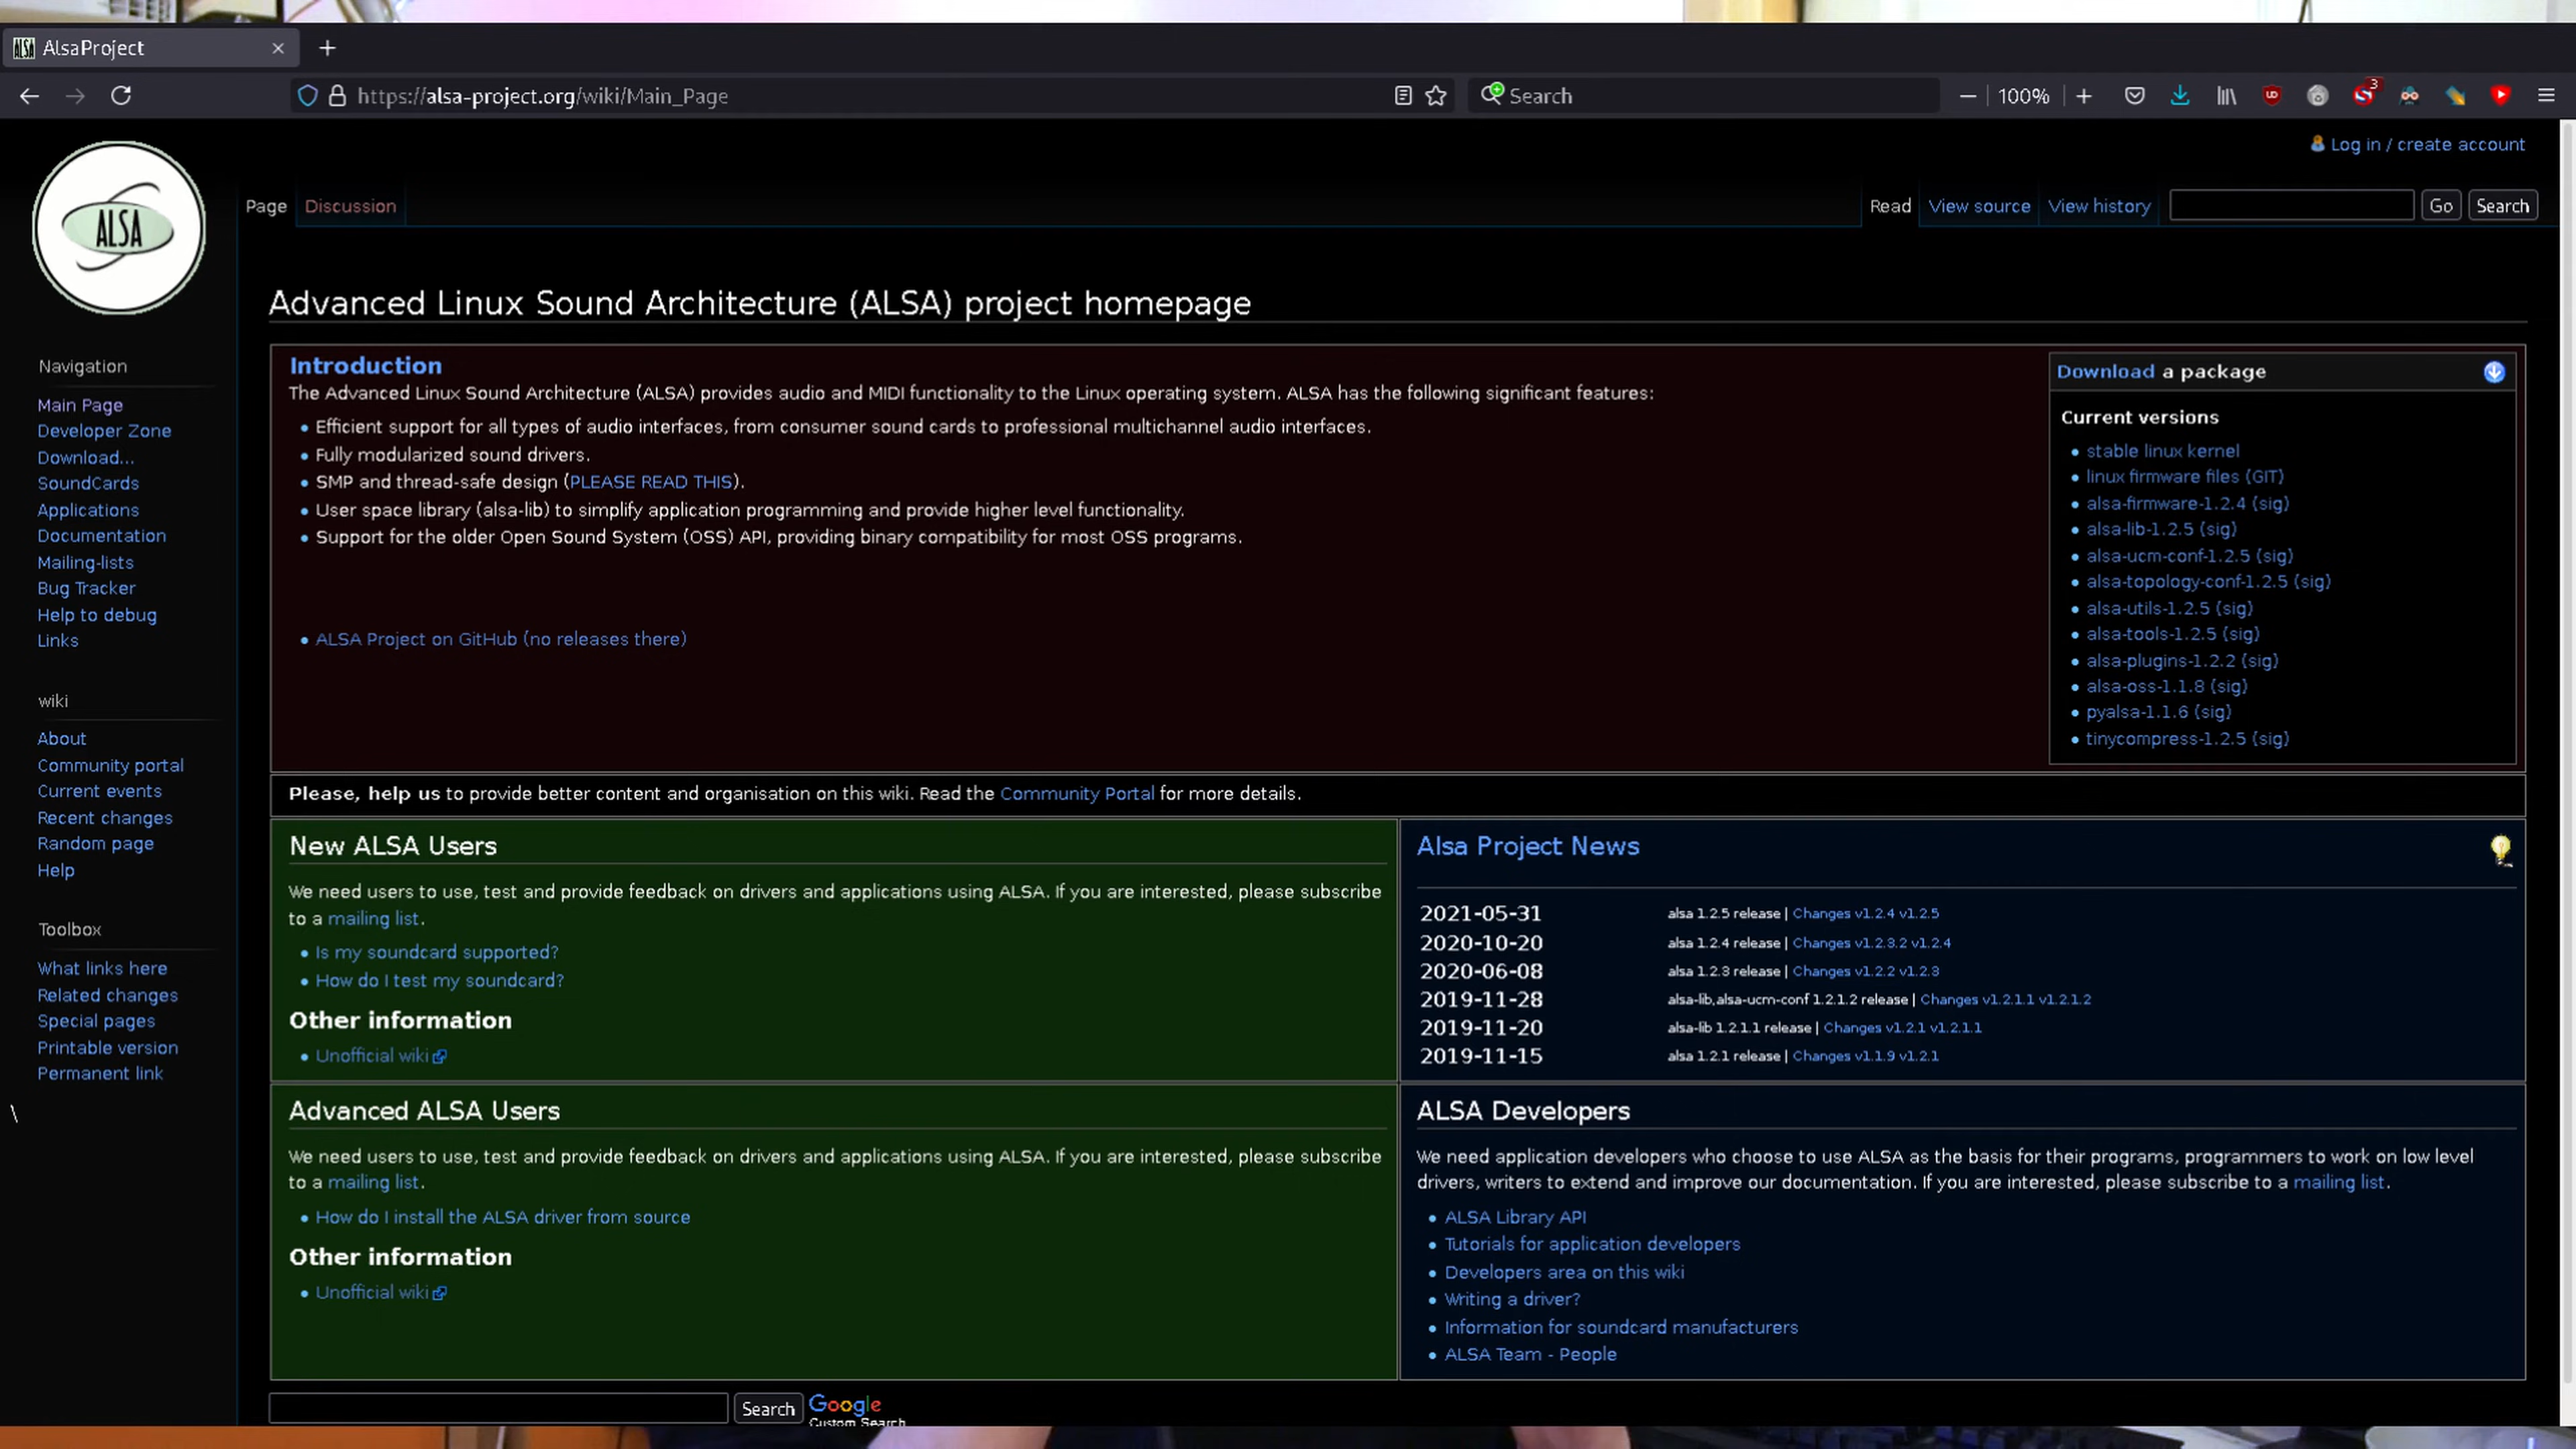 AlsaProject
https://alsa-project.org/wiki/Main_Page
Search
100%
3
Log in / create account
ALSA
Page
Discussion
Read
View source
View history
Go
Search
Advanced Linux Sound Architecture (ALSA) project homepage
Navigation
Main Page
Developer Zone
Download...
SoundCards
Applications
Documentation
Mailing-lists
Bug Tracker
Help to debug
Links
wiki
About
Community portal
Current events
Recent changes
Random page
Help
Toolbox
What links here
Related changes
Special pages
Printable version
Permanent link
\
Introduction
The Advanced Linux Sound Architecture (ALSA) provides audio and MIDI functionality to the Linux operating system. ALSA has the following significant features:
• Efficient support for all types of audio interfaces, from consumer sound cards to professional multichannel audio interfaces.
• Fully modularized sound drivers.
• SMP and thread-safe design (PLEASE READ THIS).
• User space library (alsa-lib) to simplify application programming and provide higher level functionality.
• Support for the older Open Sound System (OSS) API, providing binary compatibility for most OSS programs.
• ALSA Project on GitHub (no releases there)
Download a package
Current versions
• stable linux kernel
• linux firmware files (GIT)
• alsa-firmware-1.2.4 (sig)
• alsa-lib-1.2.5 (sig)
• alsa-ucm-conf-1.2.5 (sig)
• alsa-topology-conf-1.2.5 (sig)
• alsa-utils-1.2.5 (sig)
• alsa-tools-1.2.5 (sig)
• alsa-plugins-1.2.2 (sig)
• alsa-oss-1.1.8 (sig)
• pyalsa-1.1.6 (sig)
• tinycompress-1.2.5 (sig)
Please, help us to provide better content and organisation on this wiki. Read the Community Portal for more details.
New ALSA Users
We need users to use, test and provide feedback on drivers and applications using ALSA. If you are interested, please subscribe
to a mailing list.
• Is my soundcard supported?
• How do I test my soundcard?
Other information
• Unofficial wiki
Alsa Project News
2021-05-31 alsa 1.2.5 release | Changes v1.2.4 v1.2.5
2020-10-20 alsa 1.2.4 release | Changes v1.2.3.2 v1.2.4
2020-06-08 alsa 1.2.3 release | Changes v1.2.2 v1.2.3
2019-11-28 alsa-lib,alsa-ucm-conf 1.2.1.2 release | Changes v1.2.1.1 v1.2.1.2
2019-11-20 alsa-lib 1.2.1.1 release | Changes v1.2.1 v1.2.1.1
2019-11-15 alsa 1.2.1 release | Changes v1.1.9 v1.2.1
Advanced ALSA Users
We need users to use, test and provide feedback on drivers and applications using ALSA. If you are interested, please subscribe
to a mailing list.
• How do I install the ALSA driver from source
Other information
• Unofficial wiki
ALSA Developers
We need application developers who choose to use ALSA as the basis for their programs, programmers to work on low level
drivers, writers to extend and improve our documentation. If you are interested, please subscribe to a mailing list.
• ALSA Library API
• Tutorials for application developers
• Developers area on this wiki
• Writing a driver?
• Information for soundcard manufacturers
• ALSA Team - People
Search
Google
Custom Search